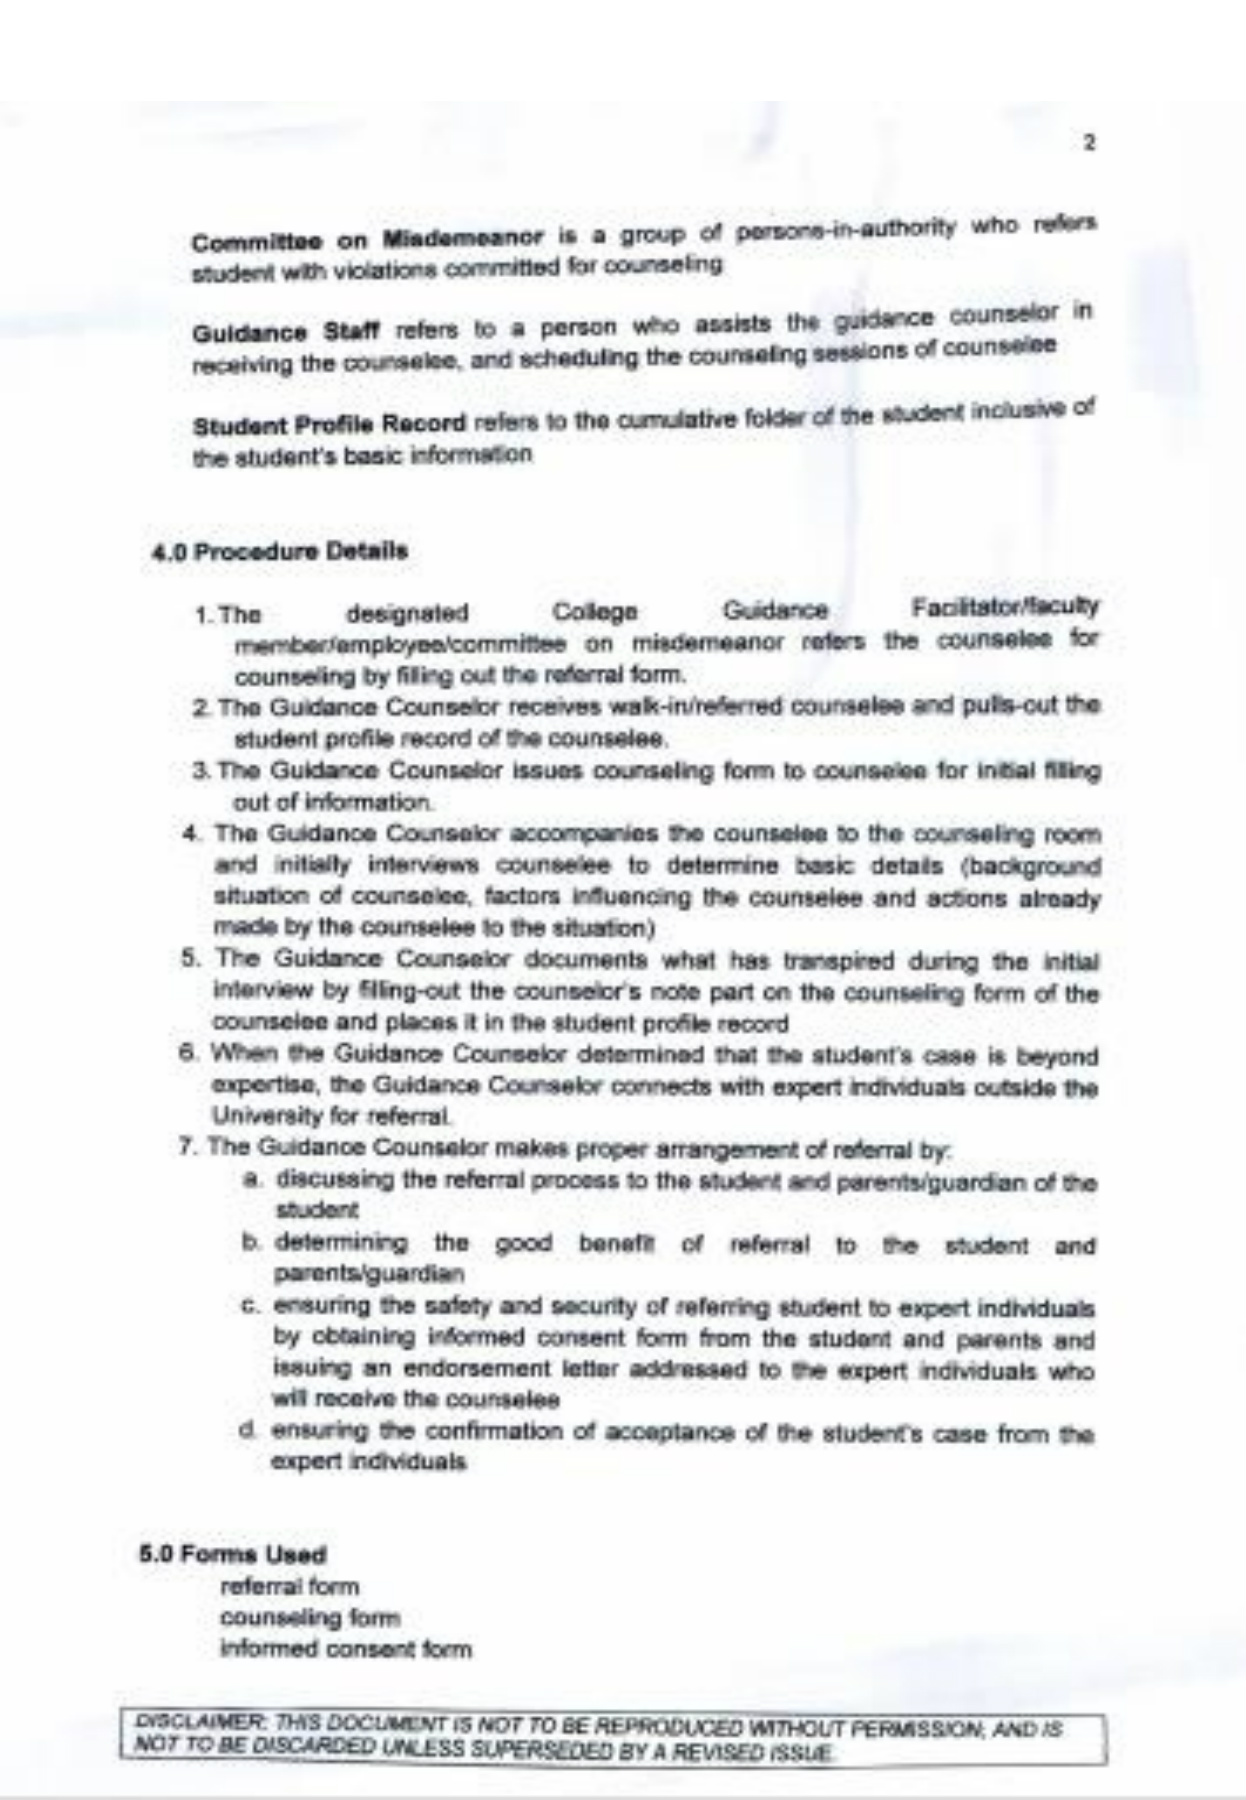 2
Committee on Misdemeanor is a group of persons-in-authority who refers
student with violations committed for counseling
Guidance Staff refers to a person who assists the guidance counselor in
receiving the counselee, and scheduling the counseling sessions of counselee
Student Profile Record refers to the cumulative folder of the student inclusive of
the student's basic information
4.0 Procedure Details
1. The designated College Guidance Facilitator/faculty
member/employee/committee on misdemeanor refers the counselee for
counseling by filling out the referral form.
2. The Guidance Counselor receives walk-in/referred counselee and pulls-out the
student profile record of the counselee.
3. The Guidance Counselor issues counseling form to counselee for initial filling
out of information.
4. The Guidance Counselor accompanies the counselee to the counseling room
and initially interviews counselee to determine basic details (background
situation of counselee, factors influencing the counselee and actions already
made by the counselee to the situation)
5. The Guidance Counselor documents what has transpired during the initial
interview by filling-out the counselor's note part on the counseling form of the
counselee and places it in the student profile record
6. When the Guidance Counselor determined that the student's case is beyond
expertise, the Guidance Counselor connects with expert individuals outside the
University for referral.
7. The Guidance Counselor makes proper arrangement of referral by:
a. discussing the referral process to the student and parents/guardian of the
student
b. determining the good benefit of referral to the student and
parents/guardian
c. ensuring the safety and security of referring student to expert individuals
by obtaining informed consent form from the student and parents and
issuing an endorsement letter addressed to the expert individuals who
will receive the counselee
d. ensuring the confirmation of acceptance of the student's case from the
expert individuals
5.0 Forms Used
referral form
counseling form
informed consent form
DISCLAIMER: THIS DOCUMENT IS NOT TO BE REPRODUCED WITHOUT PERMISSION; AND IS
NOT TO BE DISCARDED UNLESS SUPERSEDED BY A REVISED ISSUE.